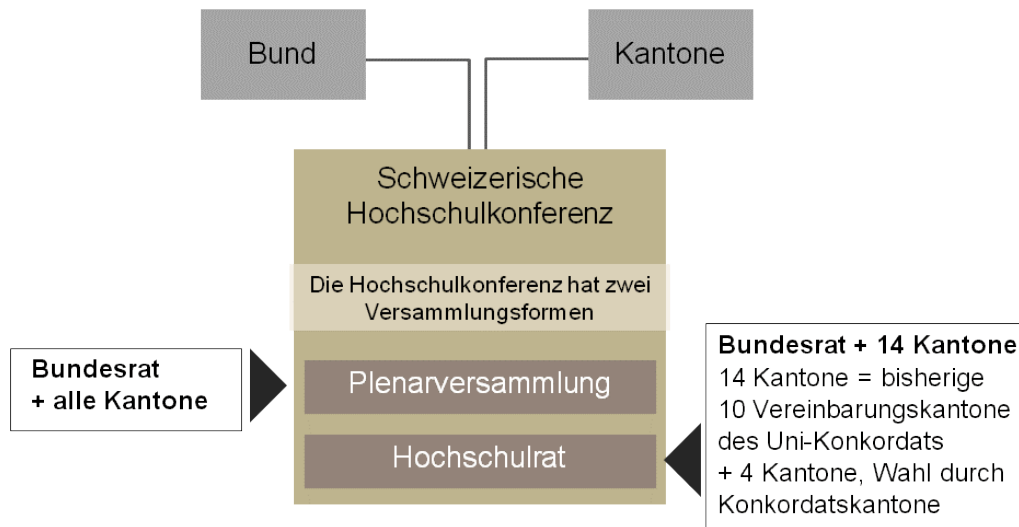 Bund
Kantone
Schweizerische
Hochschulkonferenz
Die Hochschulkonferenz hat zwei
Versammlungsformen
Bundesrat
+ alle Kantone
Plenarversammlung
Hochschulrat
Bundesrat + 14 Kantone
14 Kantone = bisherige
10 Vereinbarungskantone
des Uni-Konkordats
+ 4 Kantone, Wahl durch
Konkordatskantone